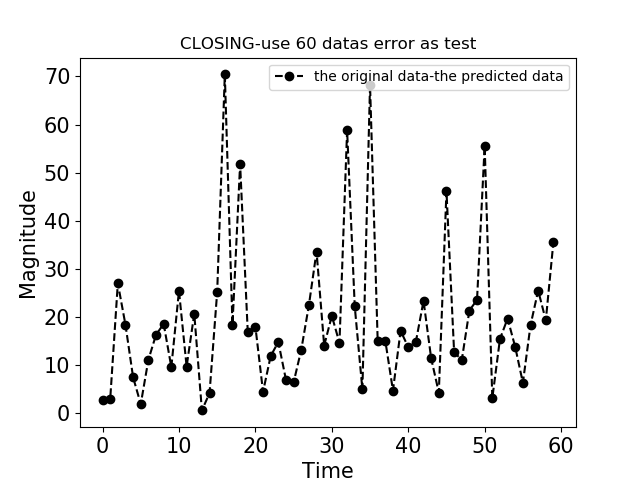 CLOSING-use 60 datas error as test
the original data-the predicted data
Magnitude
70
60
50
40
30
20
10
0
0 10 20 30 40 50 60
Time